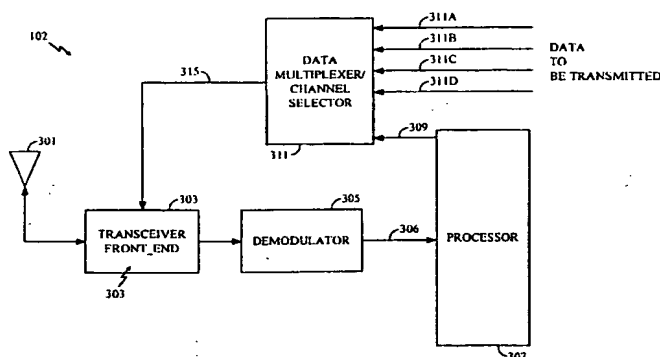 102
311A
311B
311C
311D
DATA
TO
BE TRANSMITTED
315
DATA
MULTIPLEXER/
CHANNEL
SELECTOR
311
309
301
303
TRANSCEIVER
FRONT_END
303
305
DEMODULATOR
306
PROCESSOR
307